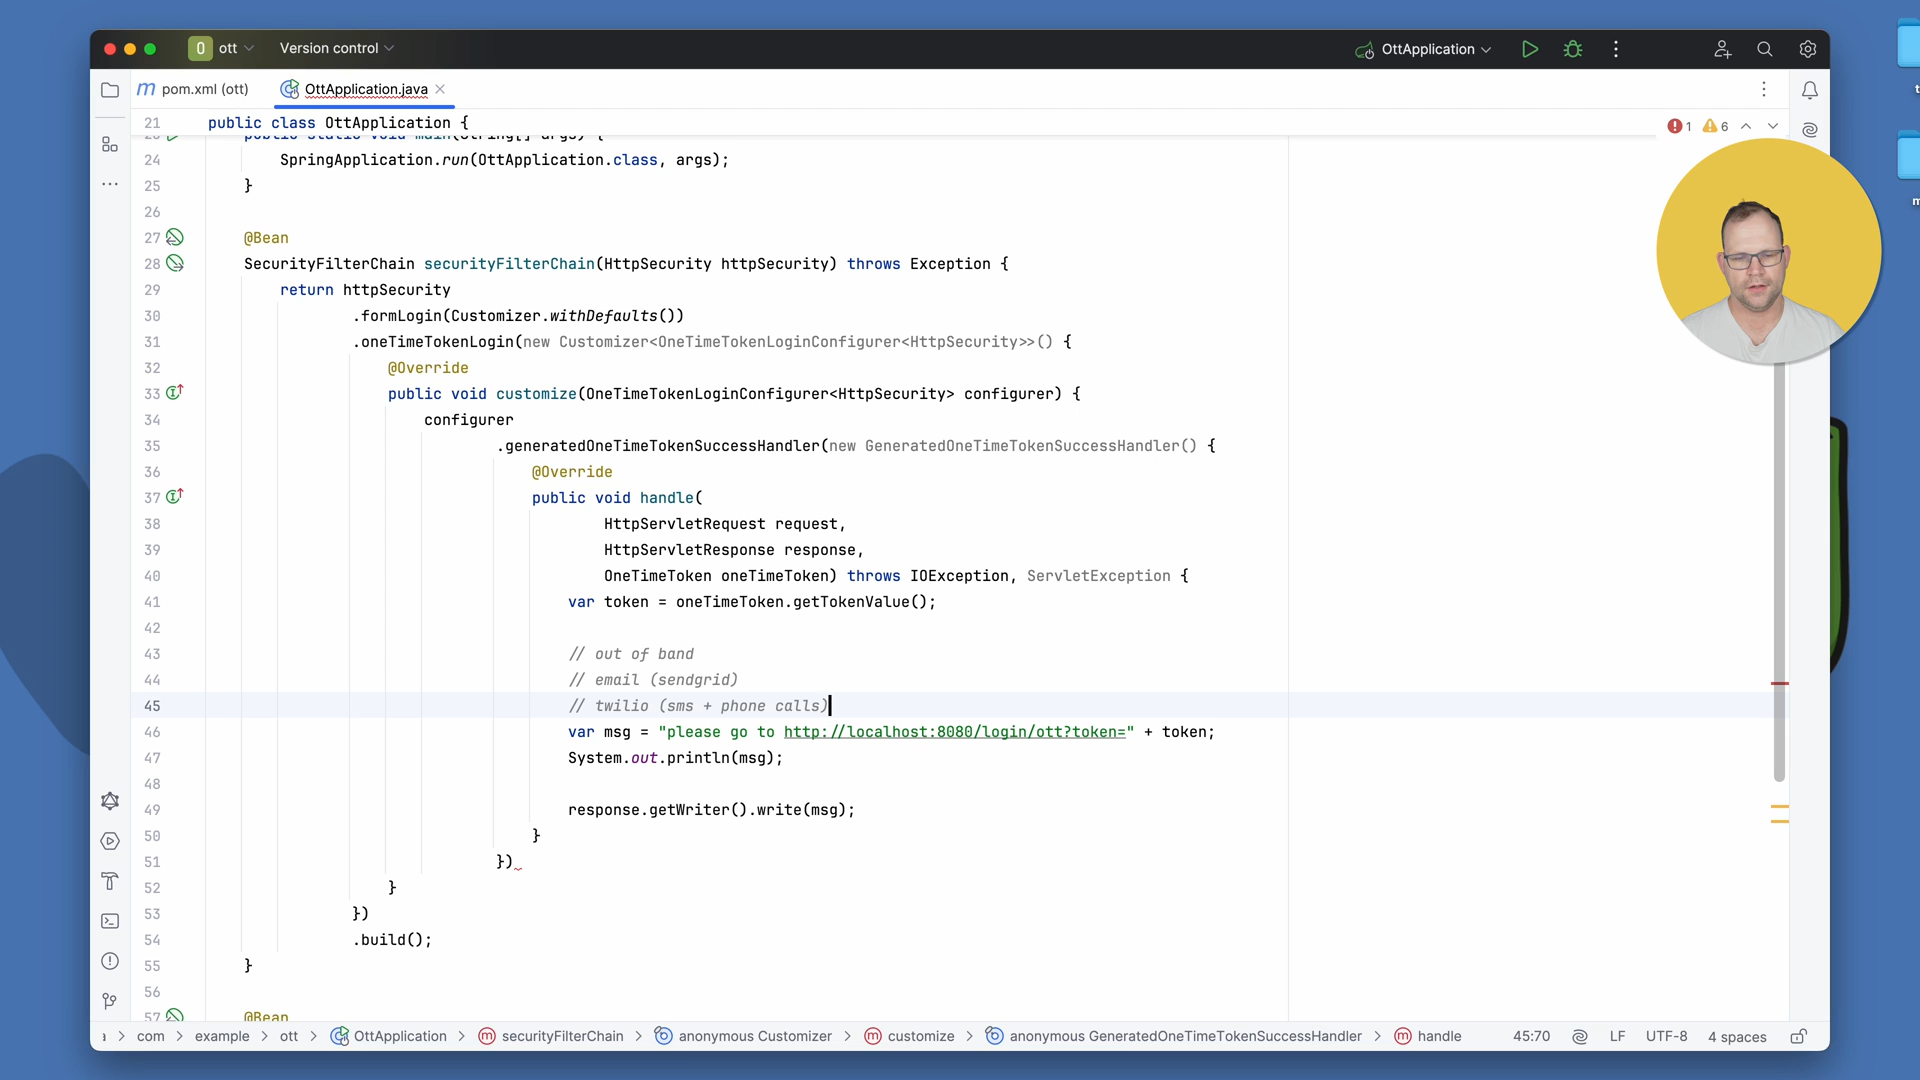 O ott Version control OttApplication
m pom.xml (ott) OttApplication.java
21 public class OttApplication {
1 6
public static void main(String[] args) {
24 SpringApplication.run(OttApplication.class, args);
25 }
26
27 @Bean
28 SecurityFilterChain securityFilterChain(HttpSecurity httpSecurity) throws Exception {
29 return httpSecurity
30 .formLogin(Customizer.withDefaults())
31 .oneTimeTokenLogin(new Customizer<OneTimeTokenLoginConfigurer<HttpSecurity>>() {
32 @Override
33 public void customize(OneTimeTokenLoginConfigurer<HttpSecurity> configurer) {
34 configurer
35 .generatedOneTimeTokenSuccessHandler(new GeneratedOneTimeTokenSuccessHandler() {
36 @Override
37 public void handle(
38 HttpServletRequest request,
39 HttpServletResponse response,
40 OneTimeToken oneTimeToken) throws IOException, ServletException {
41 var token = oneTimeToken.getTokenValue();
42
43 // out of band
44 // email (sendgrid)
45 // twilio (sms + phone calls)
46 var msg = "please go to http://localhost:8080/login/ott?token=" + token;
47 System.out.println(msg);
48
49 response.getWriter().write(msg);
50 }
51 })
52 }
53 })
54 .build();
55 }
56
57 @Bean
com > example > ott > OttApplication > m securityFilterChain > anonymous Customizer > m customize > anonymous GeneratedOneTimeTokenSuccessHandler > m handle 45:70 LF UTF-8 4 spaces